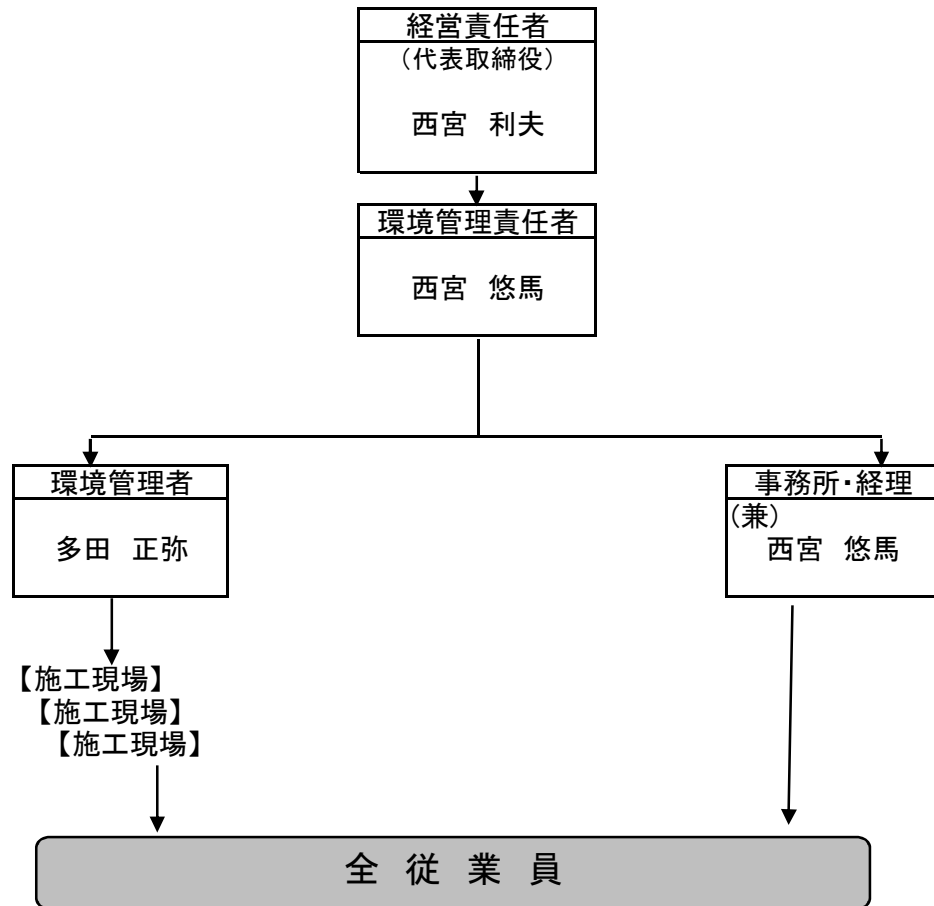 経営責任者
（代表取締役）
西宮　利夫
環境管理責任者
西宮　悠馬
環境管理者
多田　正弥
事務所・経理
（兼）
西宮　悠馬
【施工現場】
【施工現場】
【施工現場】
全　従　業　員